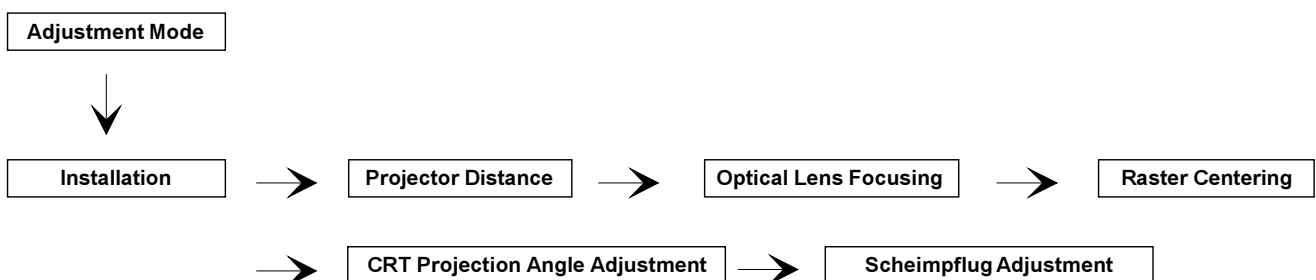 Adjustment Mode
Installation
Projector Distance
Optical Lens Focusing
Raster Centering
CRT Projection Angle Adjustment
Scheimpflug Adjustment